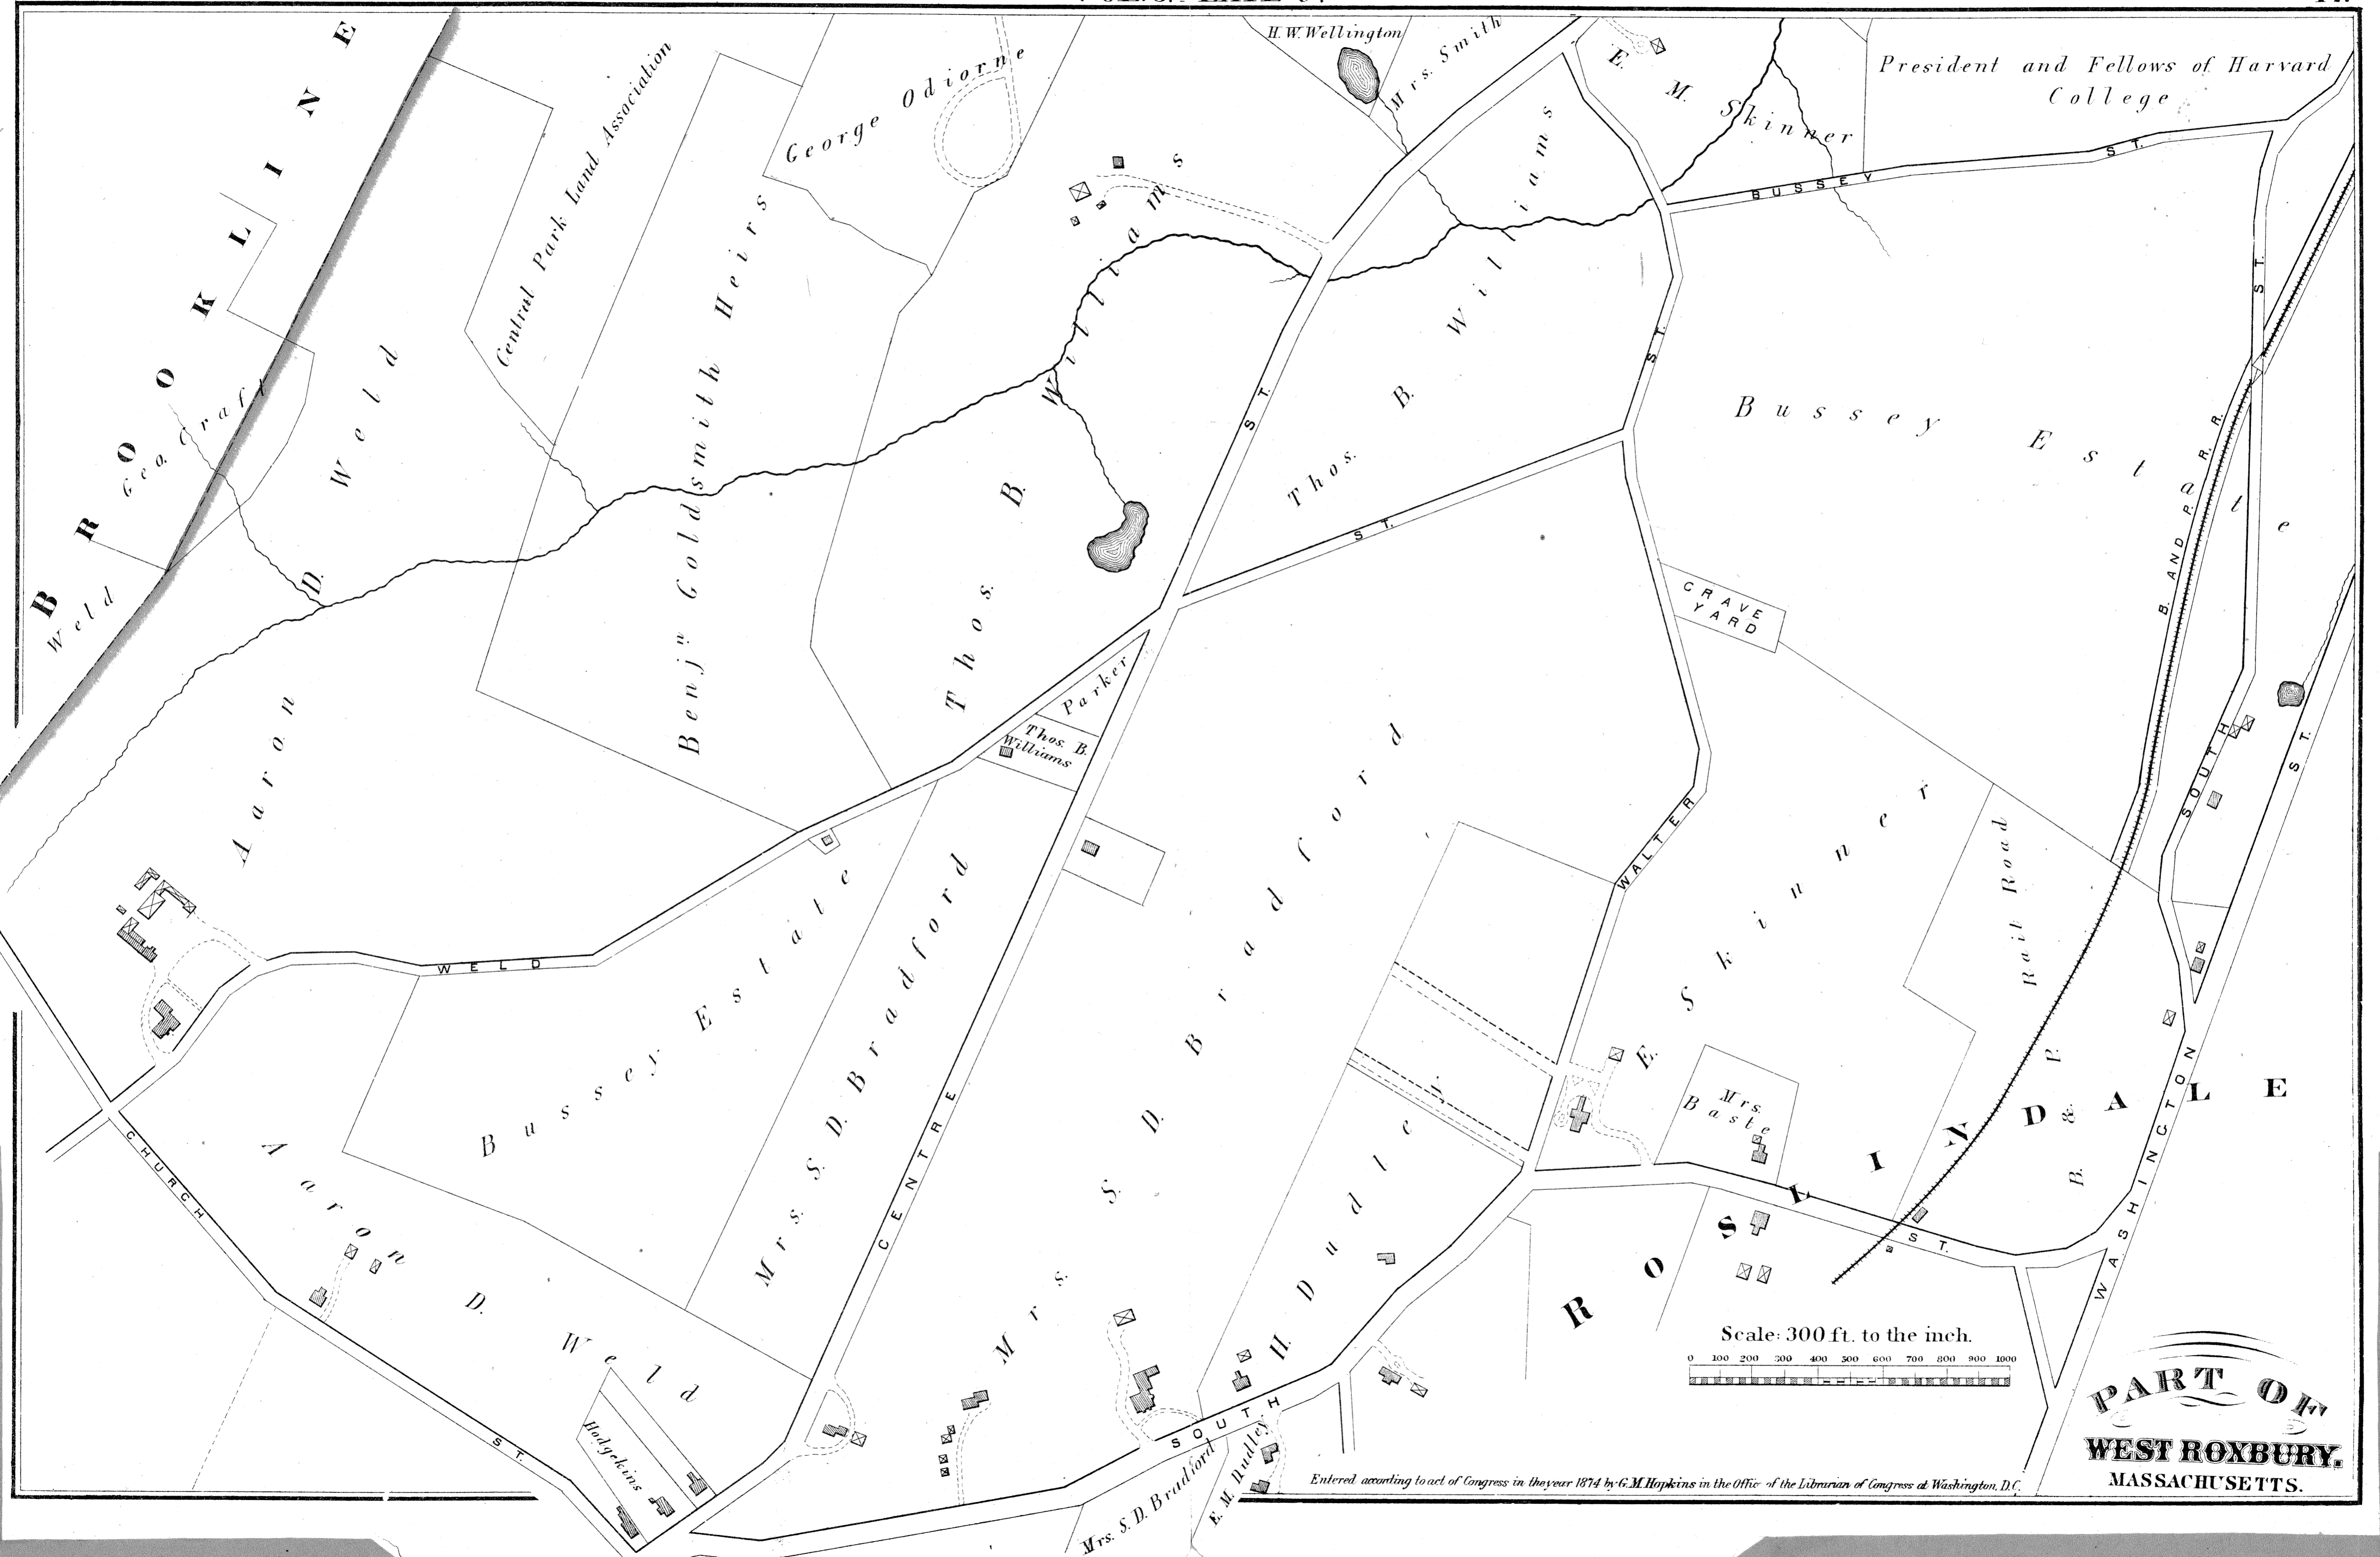 H. W. Wellington
Mrs. Smith
E. M. Skinner
President and Fellows of Harvard
College
BROOKLINE
Central Park Land Association
George Odiorne
Benjn Goldsmith Heirs
Thos. B. Williams
Thos. B. Williams
BUSSEY ST.
ST.
ST.
ST.
ST.
Geo. Craft
Weld
Aaron D. Weld
Bussey Estate
B. AND P. R. R.
GRAVE
YARD
Parker
Thos. B.
Williams
WALTER
SOUTH ST.
WELD
Bussey Estate
Mrs. S. D. Bradford
Mrs. S. D. Bradford
CENTRE
E. Skinner
B. & P. Rail Road
Mrs.
Baste
ROSLINDALE
WASHINGTON ST.
CHURCH ST.
Aaron D. Weld
Hodgekins
H. Dudle
SOUTH ST.
Mrs. S. D. Bradford
E. M. Dudley
Scale: 300 ft. to the inch.
0 100 200 300 400 500 600 700 800 900 1000
PART OF
WEST ROXBURY.
MASSACHUSETTS.
Entered according to act of Congress in the year 1874 by G. M. Hopkins in the Offic of the Librarian of Congress at Washington, D.C.